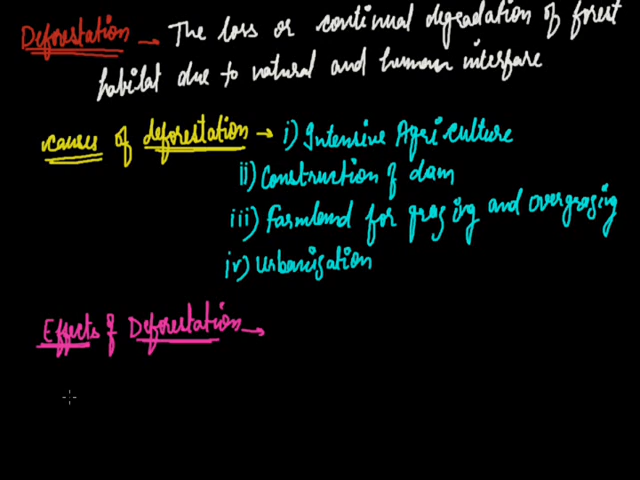 Deforestation → The loss or continual degradation of forest
habitat due to natural and human interfare
causes of deforestation → i) Intensive Agriculture
ii) Construction of dam
iii) Farmlend for grazing and overgrazing
iv) Urbanisation
Effects of Deforestation →